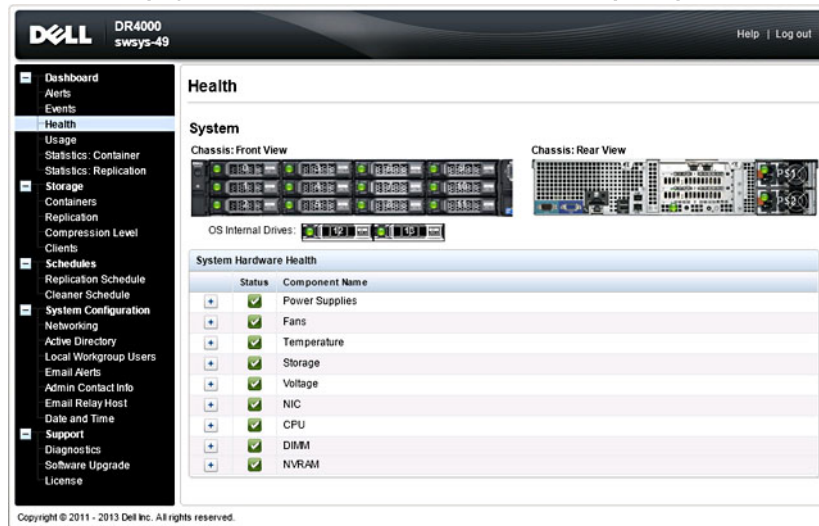 DELL
DR4000
swsys-49
Help | Log out
Dashboard
Alerts
Events
Health
Usage
Statistics: Container
Statistics: Replication
Storage
Containers
Replication
Compression Level
Clients
Schedules
Replication Schedule
Cleaner Schedule
System Configuration
Networking
Active Directory
Local Workgroup Users
Email Alerts
Admin Contact Info
Email Relay Host
Date and Time
Support
Diagnostics
Software Upgrade
License
Health
System
Chassis: Front View
Chassis: Rear View
PS1
PS2
OS Internal Drives:
12 13
System Hardware Health
Status Component Name
Power Supplies
Fans
Temperature
Storage
Voltage
NIC
CPU
DIMM
NVRAM
Copyright © 2011 - 2013 Dell Inc. All rights reserved.